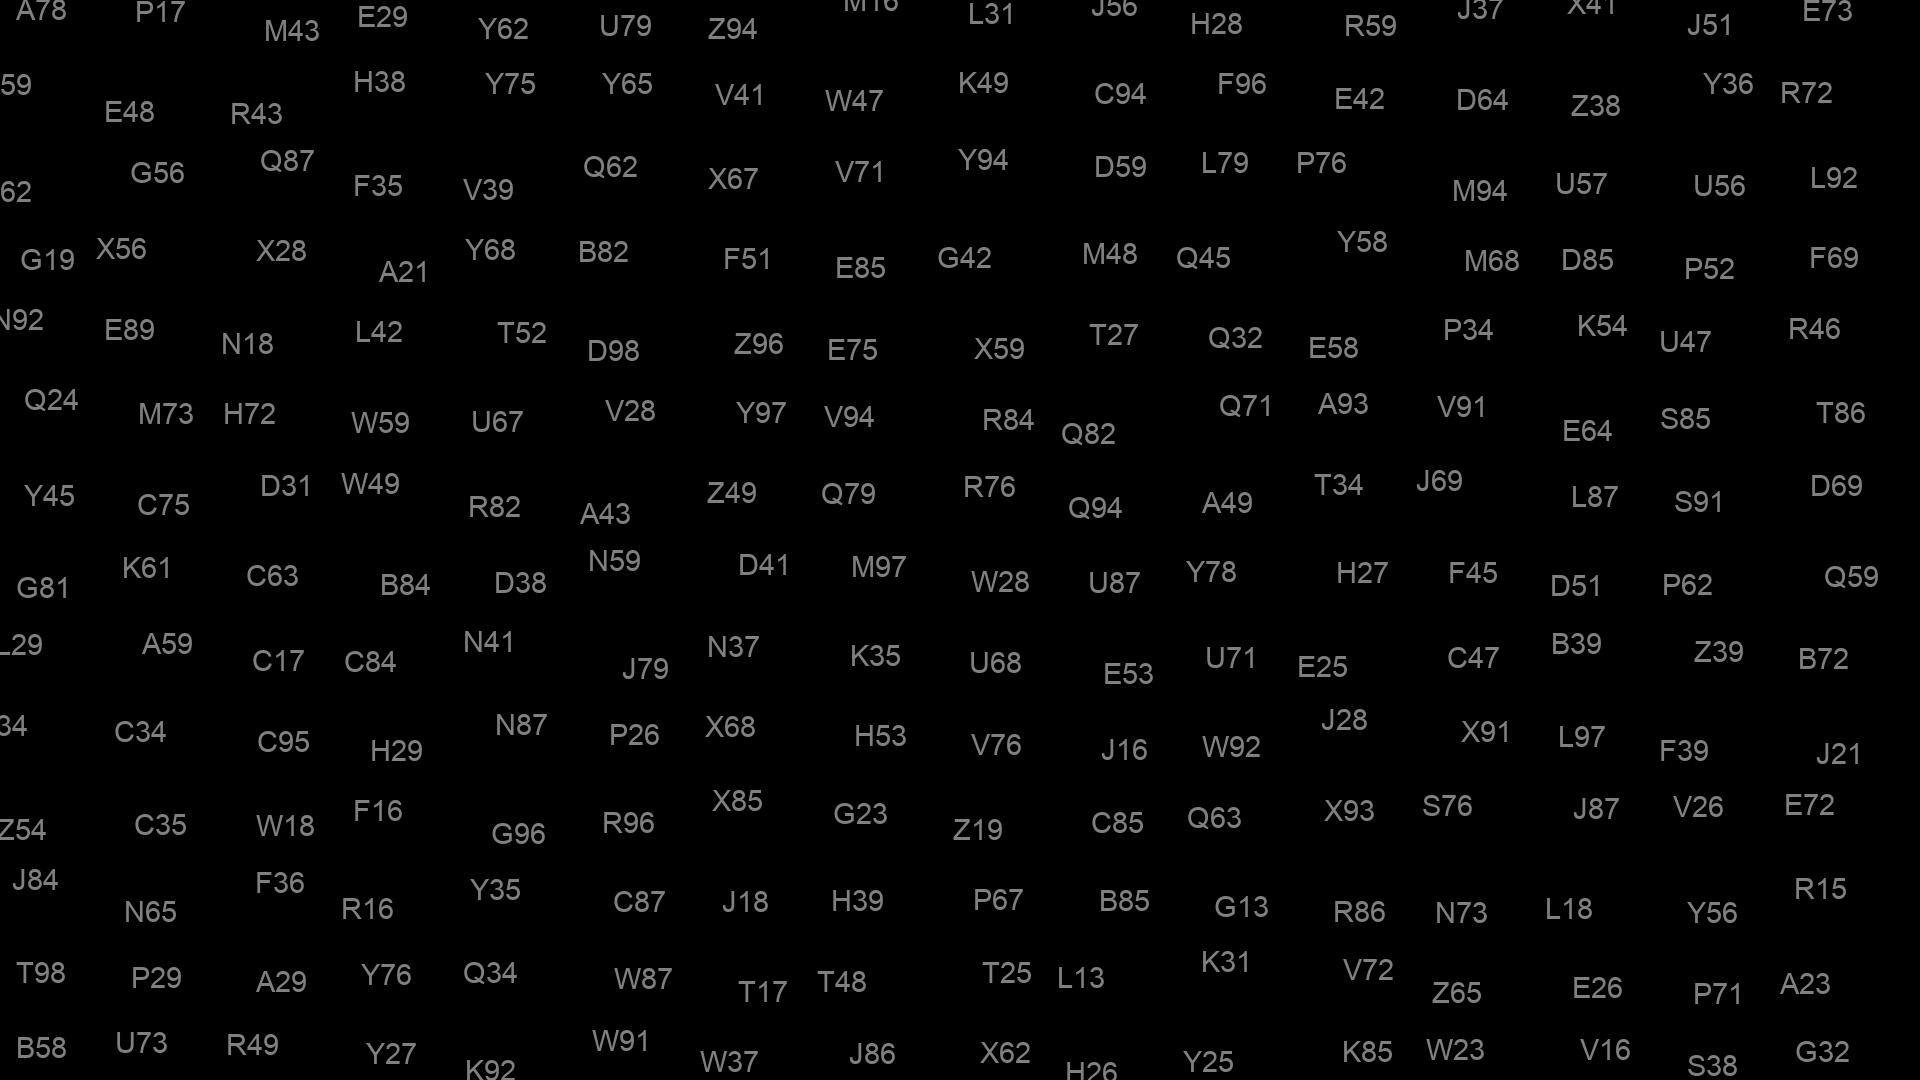 A78 P17 M43 E29 Y62 U79 Z94 M16 L31 J56 H28 R59 J37 X41 J51 E73
59 E48 R43 H38 Y75 Y65 V41 W47 K49 C94 F96 E42 D64 Z38 Y36 R72
62 G56 Q87 F35 V39 Q62 X67 V71 Y94 D59 L79 P76 M94 U57 U56 L92
G19 X56 X28 A21 Y68 B82 F51 E85 G42 M48 Q45 Y58 M68 D85 P52 F69
N92 E89 N18 L42 T52 D98 Z96 E75 X59 T27 Q32 E58 P34 K54 U47 R46
Q24 M73 H72 W59 U67 V28 Y97 V94 R84 Q82 Q71 A93 V91 E64 S85 T86
Y45 C75 D31 W49 R82 A43 Z49 Q79 R76 Q94 A49 T34 J69 L87 S91 D69
G81 K61 C63 B84 D38 N59 D41 M97 W28 U87 Y78 H27 F45 D51 P62 Q59
L29 A59 C17 C84 N41 J79 N37 K35 U68 E53 U71 E25 C47 B39 Z39 B72
34 C34 C95 H29 N87 P26 X68 H53 V76 J16 W92 J28 X91 L97 F39 J21
Z54 C35 W18 F16 G96 R96 X85 G23 Z19 C85 Q63 X93 S76 J87 V26 E72
J84 N65 F36 R16 Y35 C87 J18 H39 P67 B85 G13 R86 N73 L18 Y56 R15
T98 P29 A29 Y76 Q34 W87 T17 T48 T25 L13 K31 V72 Z65 E26 P71 A23
B58 U73 R49 Y27 K92 W91 W37 J86 X62 H26 Y25 K85 W23 V16 S38 G32